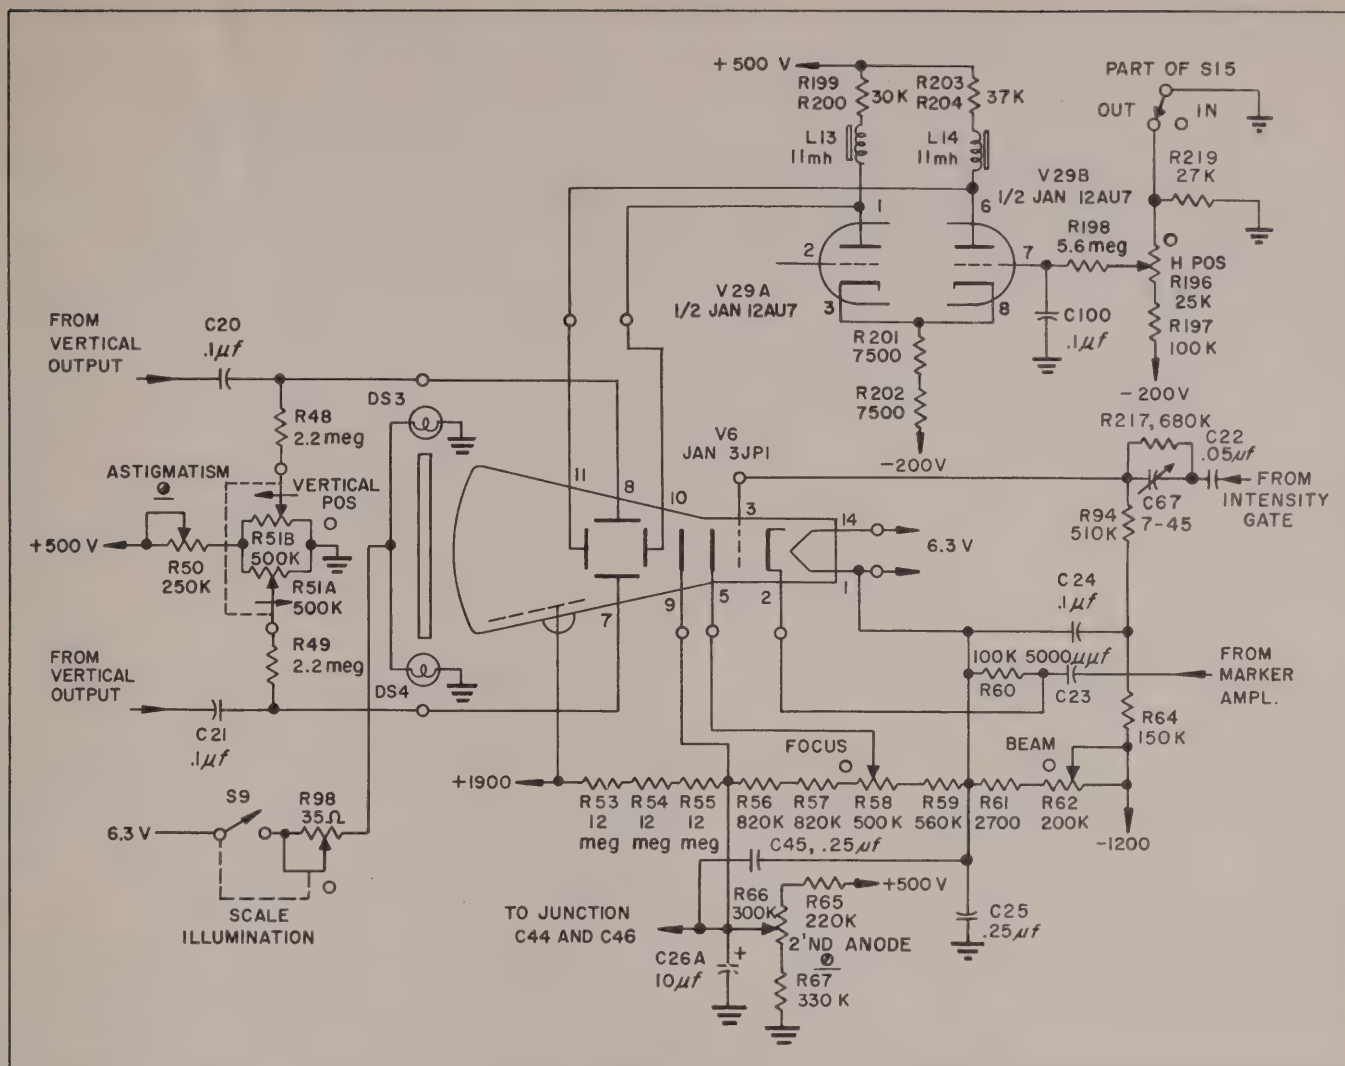 +500 V
R199
R200
30K
R203
R204
37K
L13
11mh
L14
11mh
PART OF S15
OUT
IN
R219
27K
V29B
1/2 JAN 12AU7
1
6
2
3
7
8
V29A
1/2 JAN 12AU7
R198
5.6 meg
H POS
R196
25K
R197
100K
-200V
C100
.1µf
R201
7500
R202
7500
-200V
FROM
VERTICAL
OUTPUT
C20
.1µf
R48
2.2 meg
DS3
ASTIGMATISM
VERTICAL
POS
+500 V
R50
250K
R51B
500K
R51A
500K
R49
2.2 meg
FROM
VERTICAL
OUTPUT
C21
.1µf
DS4
S9
R98
35Ω
6.3 V
SCALE
ILLUMINATION
V6
JAN 3JP1
11
8
10
3
14
7
9
5
2
1
6.3 V
R217, 680K
C22
.05µf
C67
7-45
FROM
INTENSITY
GATE
R94
510K
C24
.1µf
100K
R60
5000µµf
C23
FROM
MARKER
AMPL.
R64
150K
FOCUS
BEAM
+1900
R53
12
meg
R54
12
meg
R55
12
meg
R56
820K
R57
820K
R58
500K
R59
560K
R61
2700
R62
200K
-1200
C45, .25µf
R66
300K
R65
220K
+500V
2'ND ANODE
R67
330 K
TO JUNCTION
C44 AND C46
C26A
10µf
+
C25
.25µf